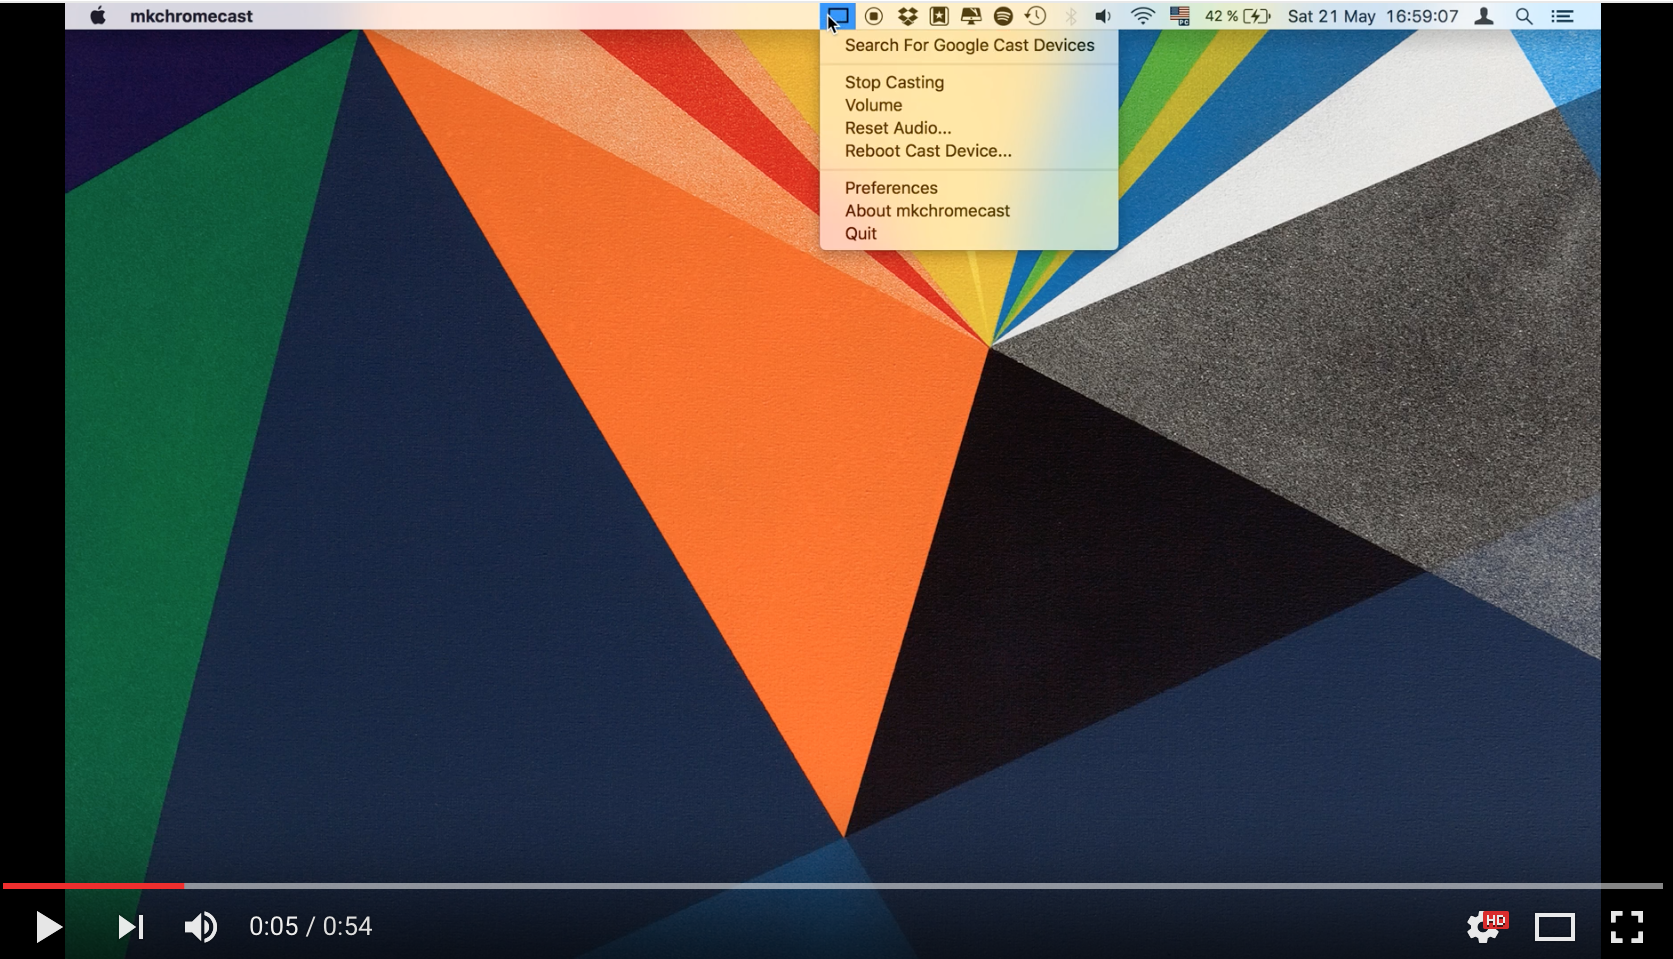 mkchromecast 42 % Sat 21 May 16:59:07
Search For Google Cast Devices
Stop Casting
Volume
Reset Audio...
Reboot Cast Device...
Preferences
About mkchromecast
Quit
0:05 / 0:54
HD